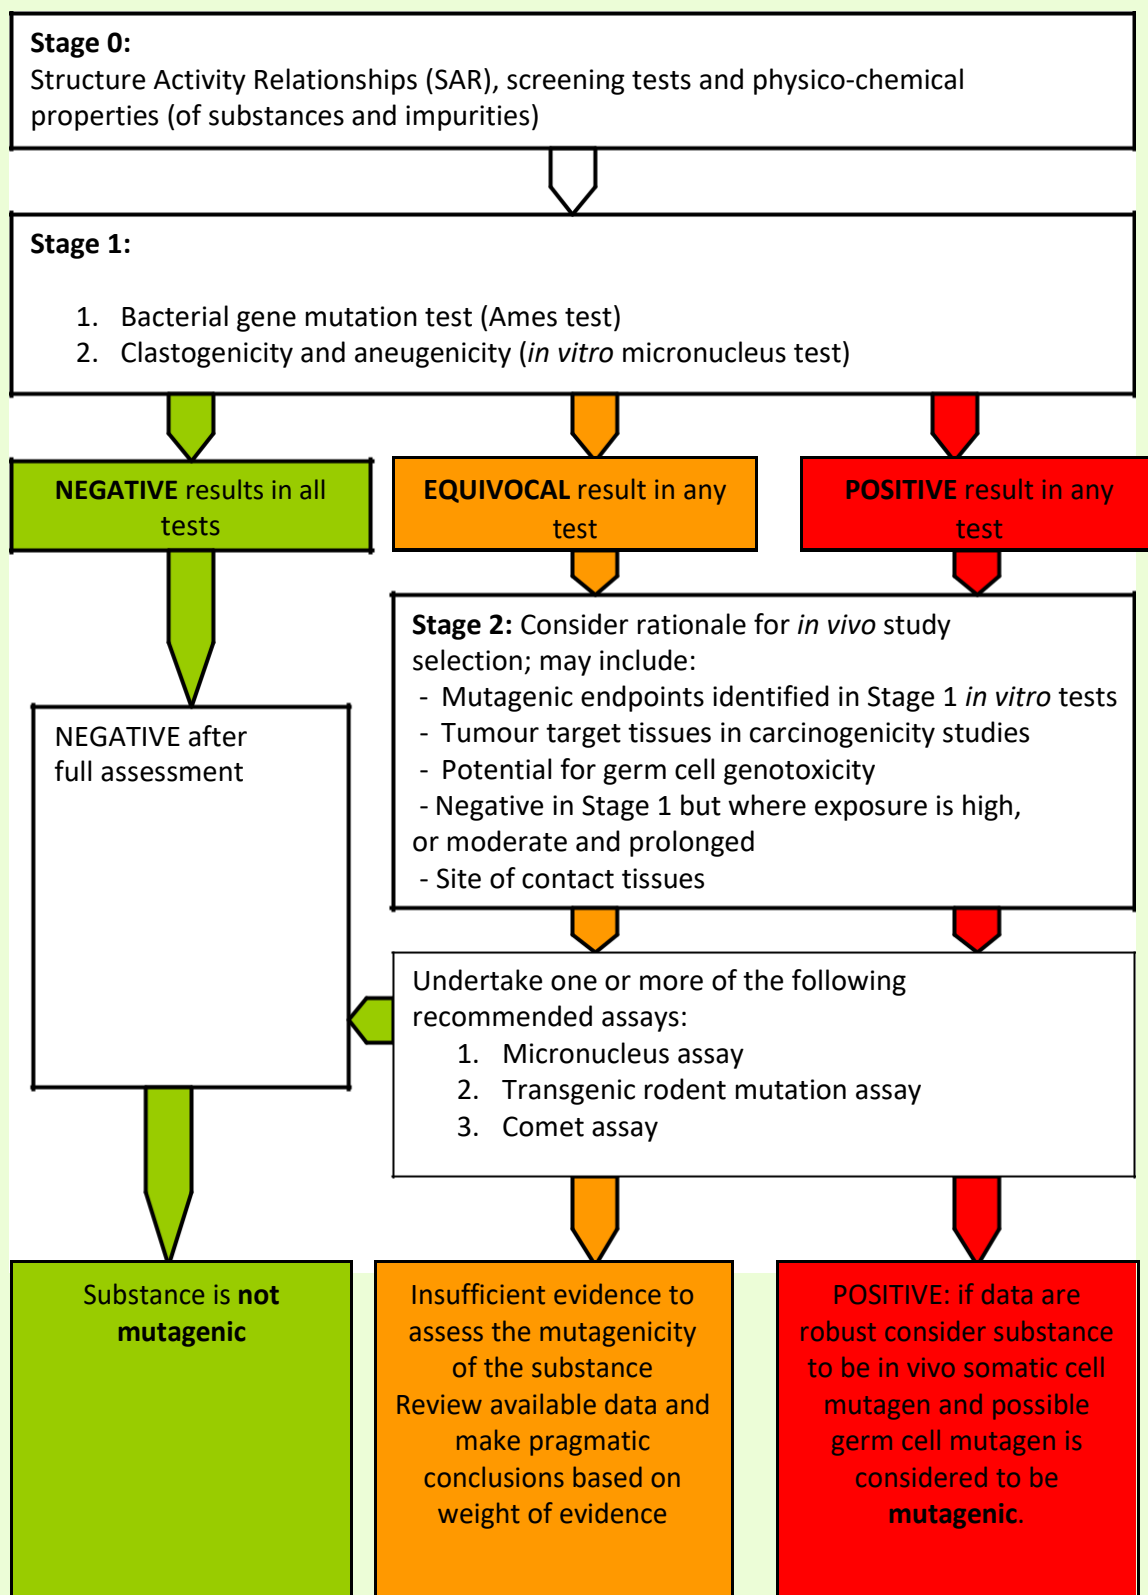 Stage 0:
Structure Activity Relationships (SAR), screening tests and physico-chemical
properties (of substances and impurities)
Stage 1:
1. Bacterial gene mutation test (Ames test)
2. Clastogenicity and aneugenicity (in vitro micronucleus test)
NEGATIVE results in all
tests
EQUIVOCAL result in any
test
POSITIVE result in any
test
Stage 2: Consider rationale for in vivo study
selection; may include:
- Mutagenic endpoints identified in Stage 1 in vitro tests
- Tumour target tissues in carcinogenicity studies
- Potential for germ cell genotoxicity
- Negative in Stage 1 but where exposure is high,
or moderate and prolonged
- Site of contact tissues
NEGATIVE after
full assessment
Undertake one or more of the following
recommended assays:
1. Micronucleus assay
2. Transgenic rodent mutation assay
3. Comet assay
Substance is not
mutagenic
Insufficient evidence to
assess the mutagenicity
of the substance
Review available data and
make pragmatic
conclusions based on
weight of evidence
POSITIVE: if data are
robust consider substance
to be in vivo somatic cell
mutagen and possible
germ cell mutagen is
considered to be
mutagenic.